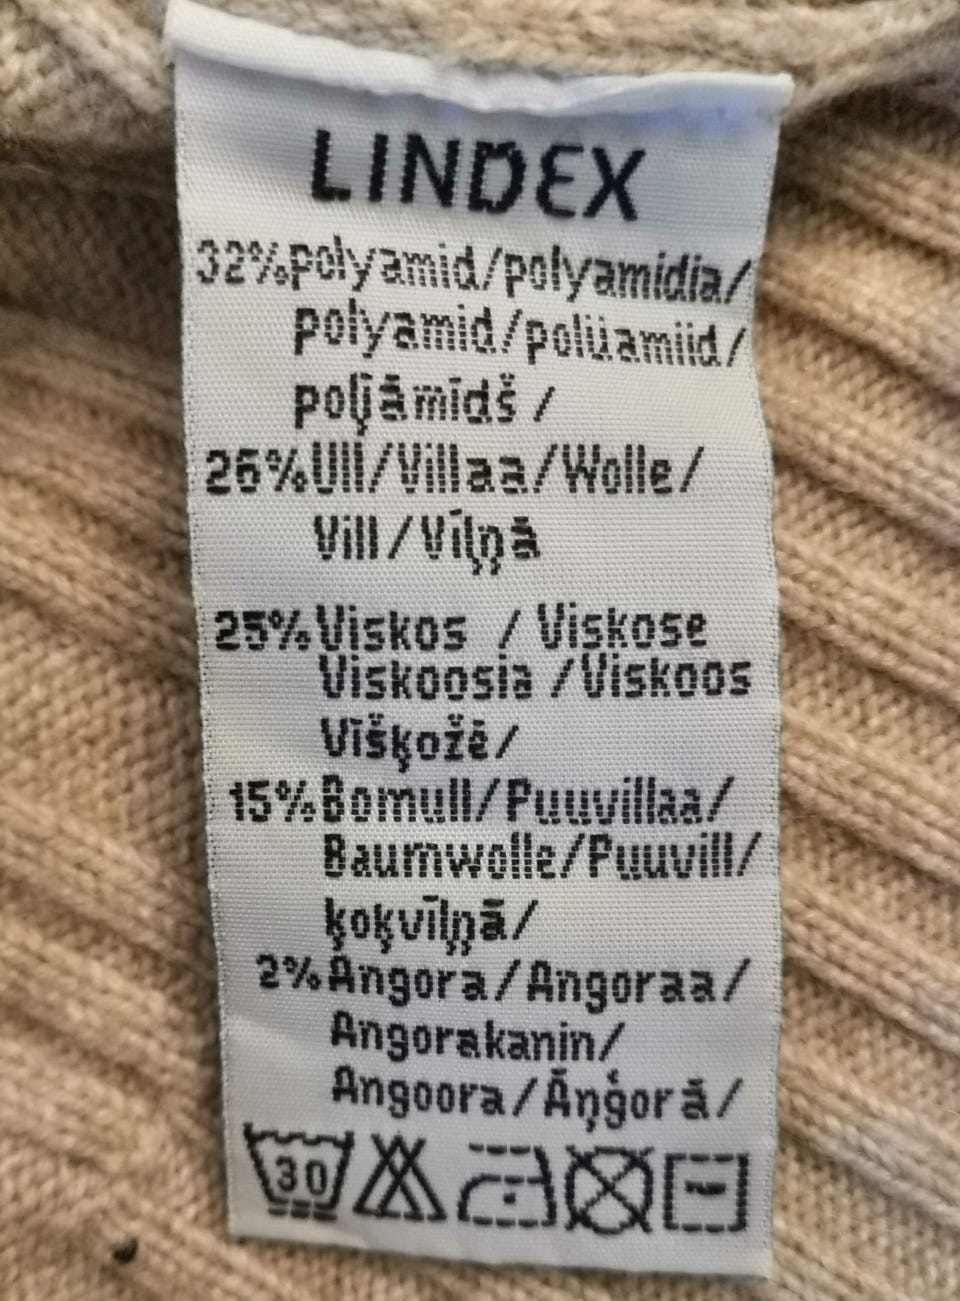 LINDEX
32% polyamid/polyamidia/
polyamid/polüamiid/
poļįāmīdš /
26% Ull/Villaa/Wolle/
Vill/Vīļņā
25% Viskos / Viskose
Viskoosia /Viskoos
Vīšķožē/
15% Bomull/Puuvillaa/
Baumwolle/Puuvill/
ķoķvīļņā/
2% Angora/Angoraa/
Angorakanin/
Angoora/Āņģorā/
30